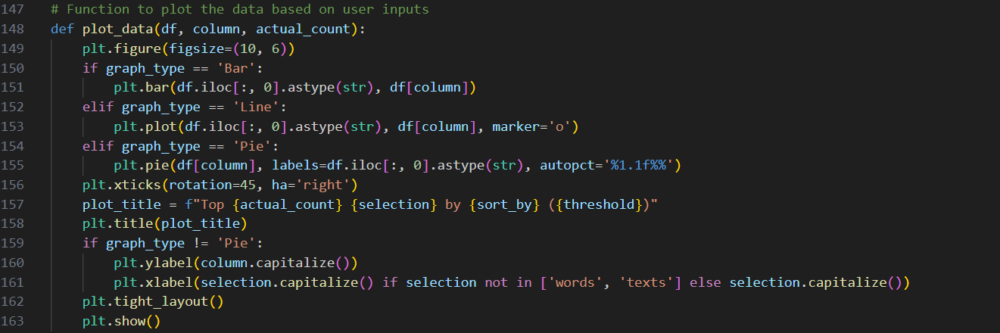 147 # Function to plot the data based on user inputs
148 def plot_data(df, column, actual_count):
149     plt.figure(figsize=(10, 6))
150     if graph_type == 'Bar':
151         plt.bar(df.iloc[:, 0].astype(str), df[column])
152     elif graph_type == 'Line':
153         plt.plot(df.iloc[:, 0].astype(str), df[column], marker='o')
154     elif graph_type == 'Pie':
155         plt.pie(df[column], labels=df.iloc[:, 0].astype(str), autopct='%1.1f%%')
156     plt.xticks(rotation=45, ha='right')
157     plot_title = f"Top {actual_count} {selection} by {sort_by} ({threshold})"
158     plt.title(plot_title)
159     if graph_type != 'Pie':
160         plt.ylabel(column.capitalize())
161         plt.xlabel(selection.capitalize() if selection not in ['words', 'texts'] else selection.capitalize())
162     plt.tight_layout()
163     plt.show()